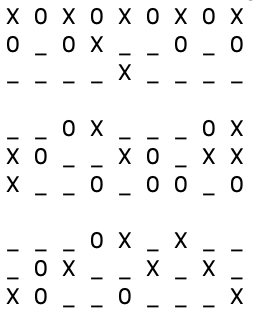 X O X O X O X O X
O _ O X _ _ O _ O
_ _ _ _ X _ _ _ _

_ _ O X _ _ _ O X
X O _ _ X O _ X X
X _ _ O _ O O _ O

_ _ _ O X _ X _ _
_ O X _ _ X _ X _
X O _ _ O _ _ _ X